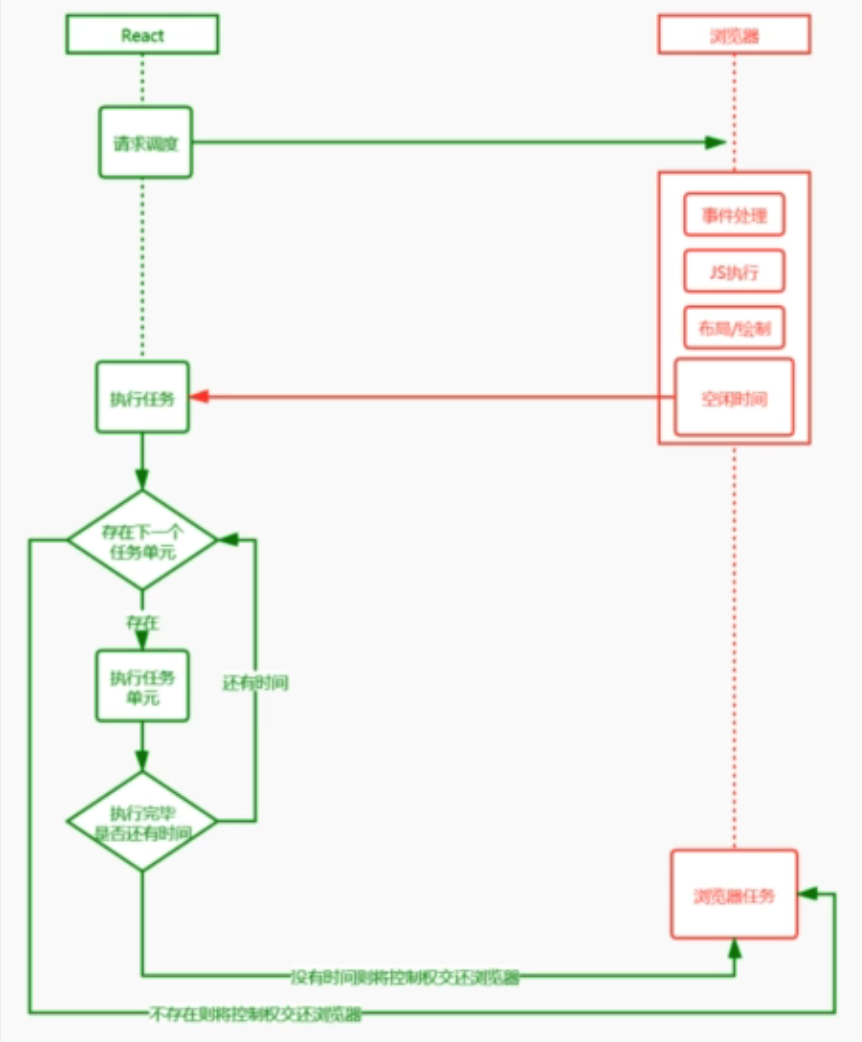 React
浏览器
请求调度
事件处理
JS执行
布局/绘制
执行任务
空闲时间
存在下一个
任务单元
存在
执行任务
单元
还有时间
执行完毕
是否还有时间
浏览器任务
没有时间则将控制权交还浏览器
不存在则将控制权交还浏览器